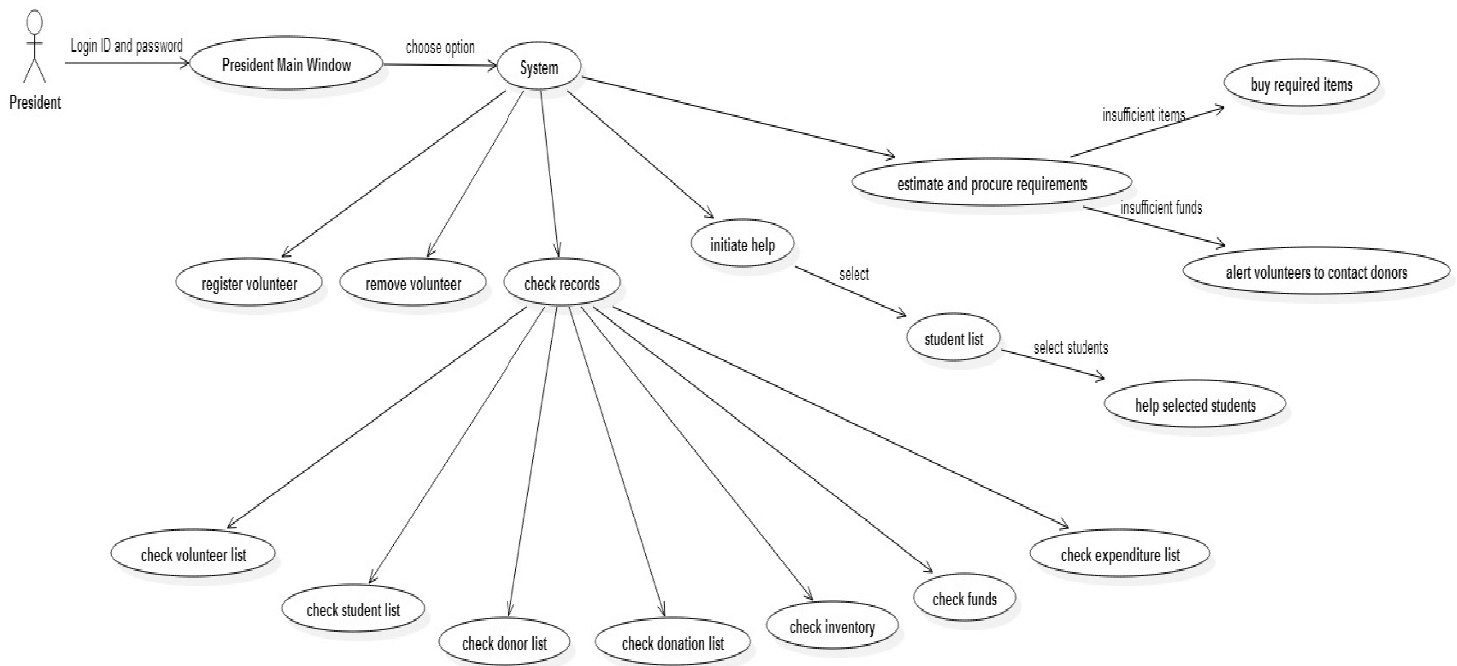 Login ID and password
choose option
President Main Window
System
President
buy required items
insufficient items
estimate and procure requirements
insufficient funds
initiate help
alert volunteers to contact donors
select
register volunteer
remove volunteer
check records
student list
select students
help selected students
check volunteer list
check expenditure list
check student list
check funds
check inventory
check donor list
check donation list